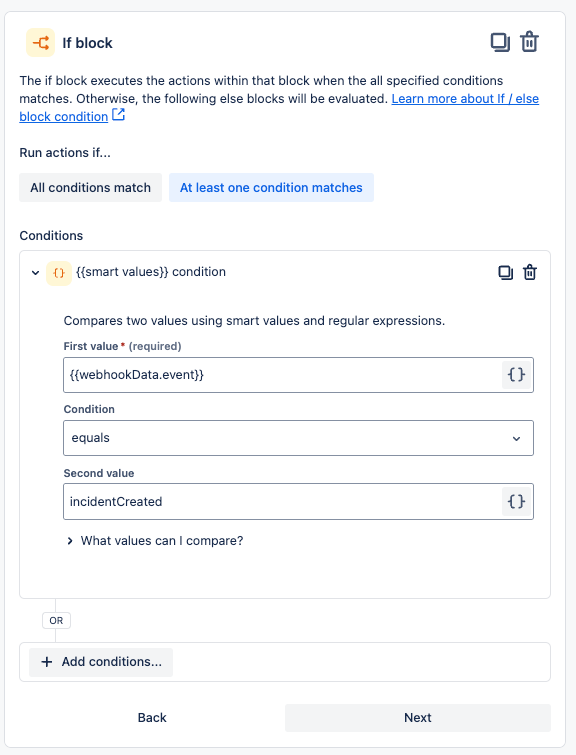 If block
The if block executes the actions within that block when the all specified conditions
matches. Otherwise, the following else blocks will be evaluated. Learn more about If / else
block condition
Run actions if...
All conditions match
At least one condition matches
Conditions
{} {{smart values}} condition
Compares two values using smart values and regular expressions.
First value * (required)
{{webhookData.event}} {}
Condition
equals
Second value
incidentCreated {}
What values can I compare?
OR
+ Add conditions...
Back
Next